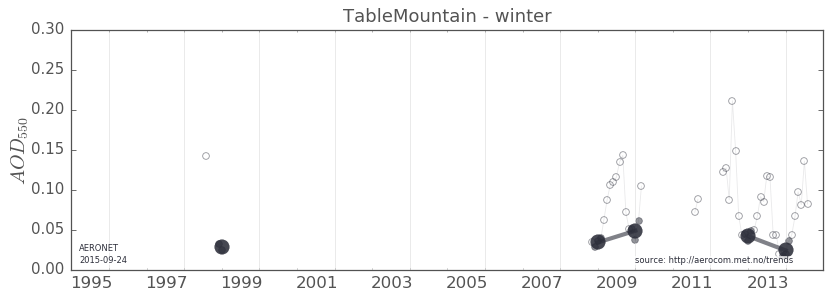 TableMountain - winter
0.30
0.25
0.20
0.15
0.10
0.05
0.00
AOD550
AERONET
2015-09-24
source: http://aerocom.met.no/trends
1995 1997 1999 2001 2003 2005 2007 2009 2011 2013